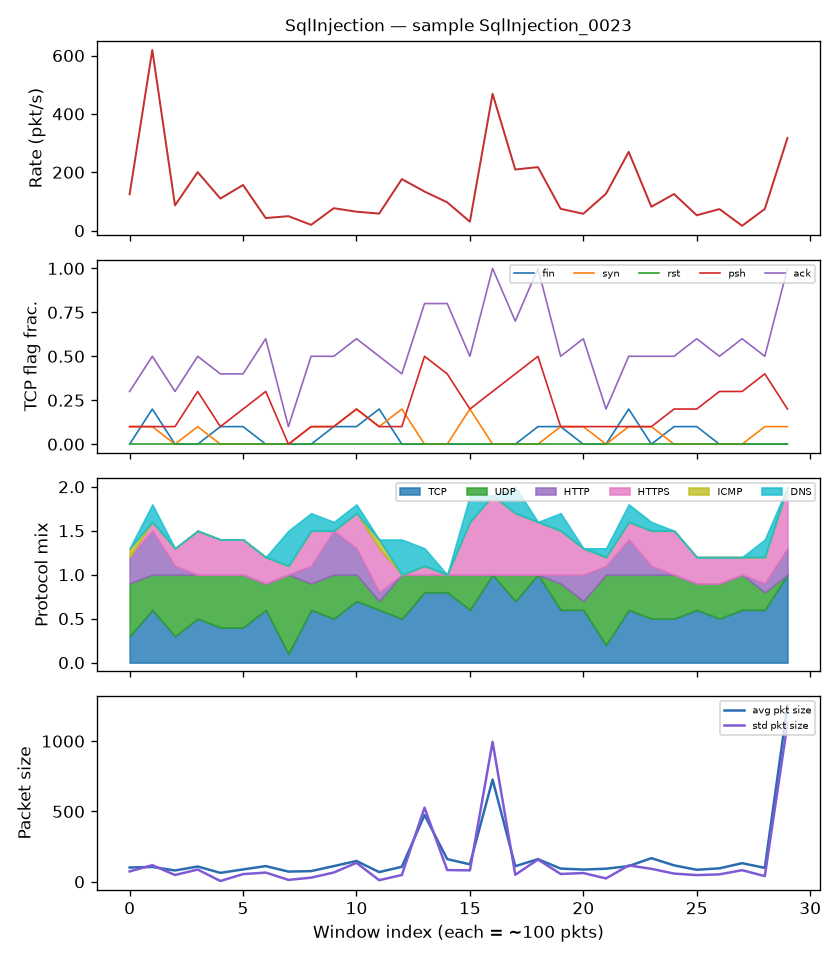 SqlInjection — sample SqlInjection_0023
Rate (pkt/s)
600
400
200
0
TCP flag frac.
1.00
0.75
0.50
0.25
0.00
fin syn rst psh ack
Protocol mix
2.0
1.5
1.0
0.5
0.0
TCP UDP HTTP HTTPS ICMP DNS
Packet size
1000
500
0
avg pkt size
std pkt size
0 5 10 15 20 25 30
Window index (each = ~100 pkts)